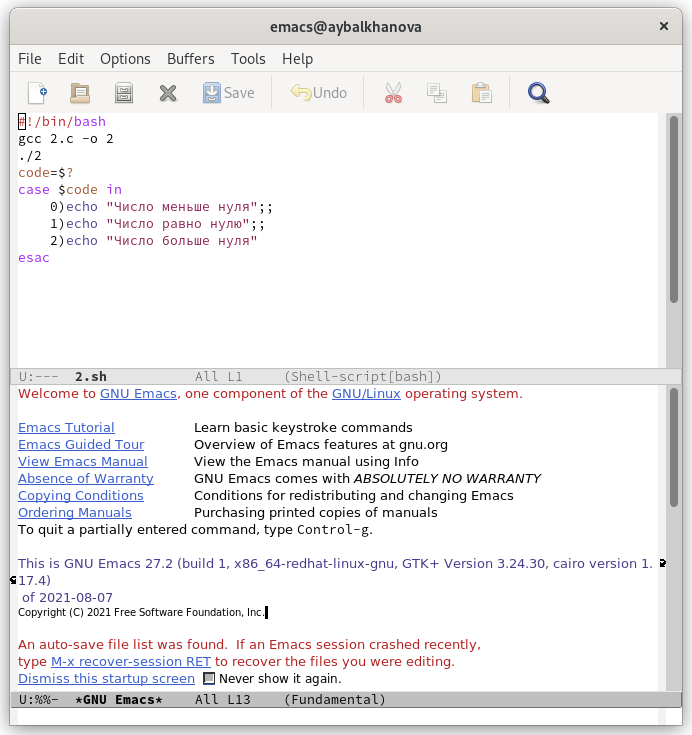 emacs@aybalkhanova ×
File Edit Options Buffers Tools Help
Save Undo
#!/bin/bash
gcc 2.c -o 2
./2
code=$?
case $code in
    0)echo "Число меньше нуля";;
    1)echo "Число равно нулю";;
    2)echo "Число больше нуля"
esac
U:---  2.sh           All L1     (Shell-script[bash])
Welcome to GNU Emacs, one component of the GNU/Linux operating system.
Emacs Tutorial Learn basic keystroke commands
Emacs Guided Tour Overview of Emacs features at gnu.org
View Emacs Manual View the Emacs manual using Info
Absence of Warranty GNU Emacs comes with ABSOLUTELY NO WARRANTY
Copying Conditions Conditions for redistributing and changing Emacs
Ordering Manuals Purchasing printed copies of manuals
To quit a partially entered command, type Control-g.
This is GNU Emacs 27.2 (build 1, x86_64-redhat-linux-gnu, GTK+ Version 3.24.30, cairo version 1.
17.4)
of 2021-08-07
Copyright (C) 2021 Free Software Foundation, Inc.
An auto-save file list was found.  If an Emacs session crashed recently,
type M-x recover-session RET to recover the files you were editing.
Dismiss this startup screen Never show it again.
U:%%-  *GNU Emacs*    All L13    (Fundamental)